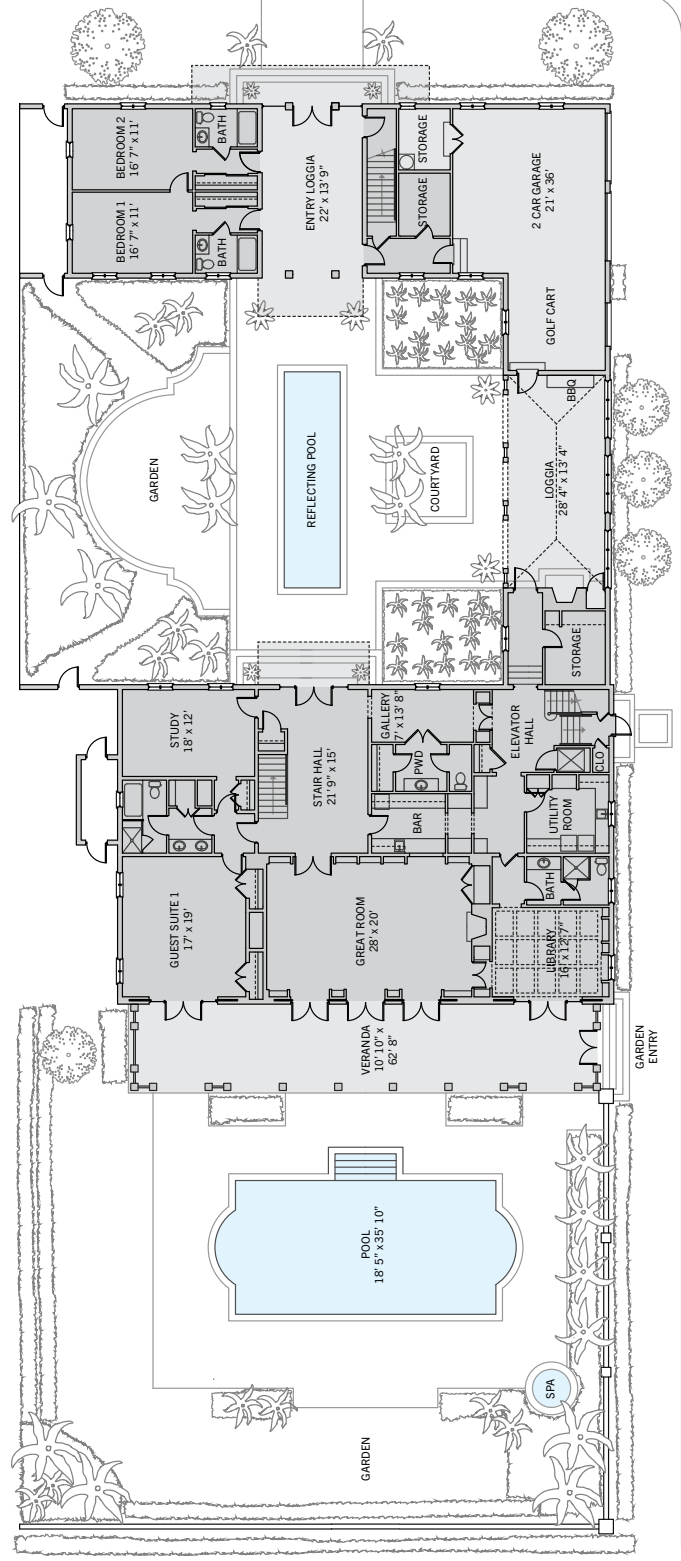 BEDROOM 2
16' 7" x 11'
BATH
ENTRY LOGGIA
22' x 13' 9"
STORAGE
2 CAR GARAGE
21' x 36'
BEDROOM 1
16' 7" x 11'
BATH
STORAGE
GOLF CART
BBQ
GARDEN
REFLECTING POOL
COURTYARD
LOGGIA
28' 4" x 13' 4"
STORAGE
STUDY
18' x 12'
STAIR HALL
21' 9" x 15'
GALLERY
7' x 13' 8"
PWD
ELEVATOR
HALL
CLO
BAR
UTILITY
ROOM
BATH
GUEST SUITE 1
17' x 19'
GREAT ROOM
28' x 20'
LIBRARY
16' x 12' 7"
VERANDA
10' 10" x
62' 8"
GARDEN
ENTRY
POOL
18' 5" x 35' 10"
SPA
GARDEN